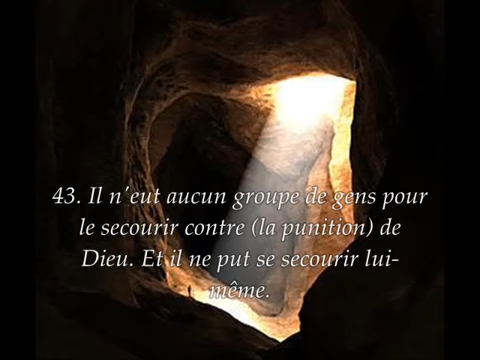 43. Il n'eut aucun groupe de gens pour
le secourir contre (la punition) de
Dieu. Et il ne put se secourir lui-
même.